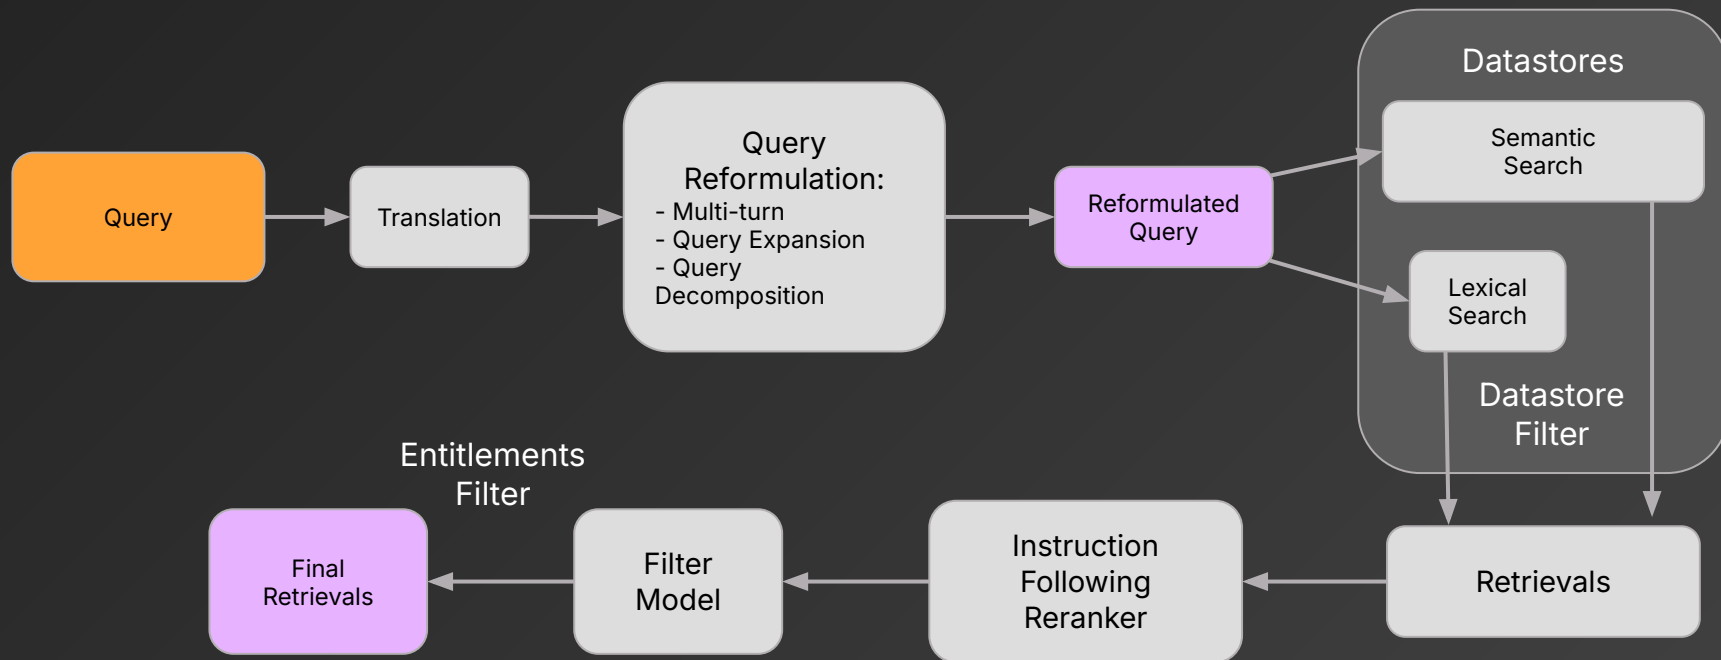 Query
Translation
Query
Reformulation:
- Multi-turn
- Query Expansion
- Query
Decomposition
Reformulated
Query
Datastores
Semantic
Search
Lexical
Search
Datastore
Filter
Retrievals
Instruction
Following
Reranker
Filter
Model
Entitlements
Filter
Final
Retrievals